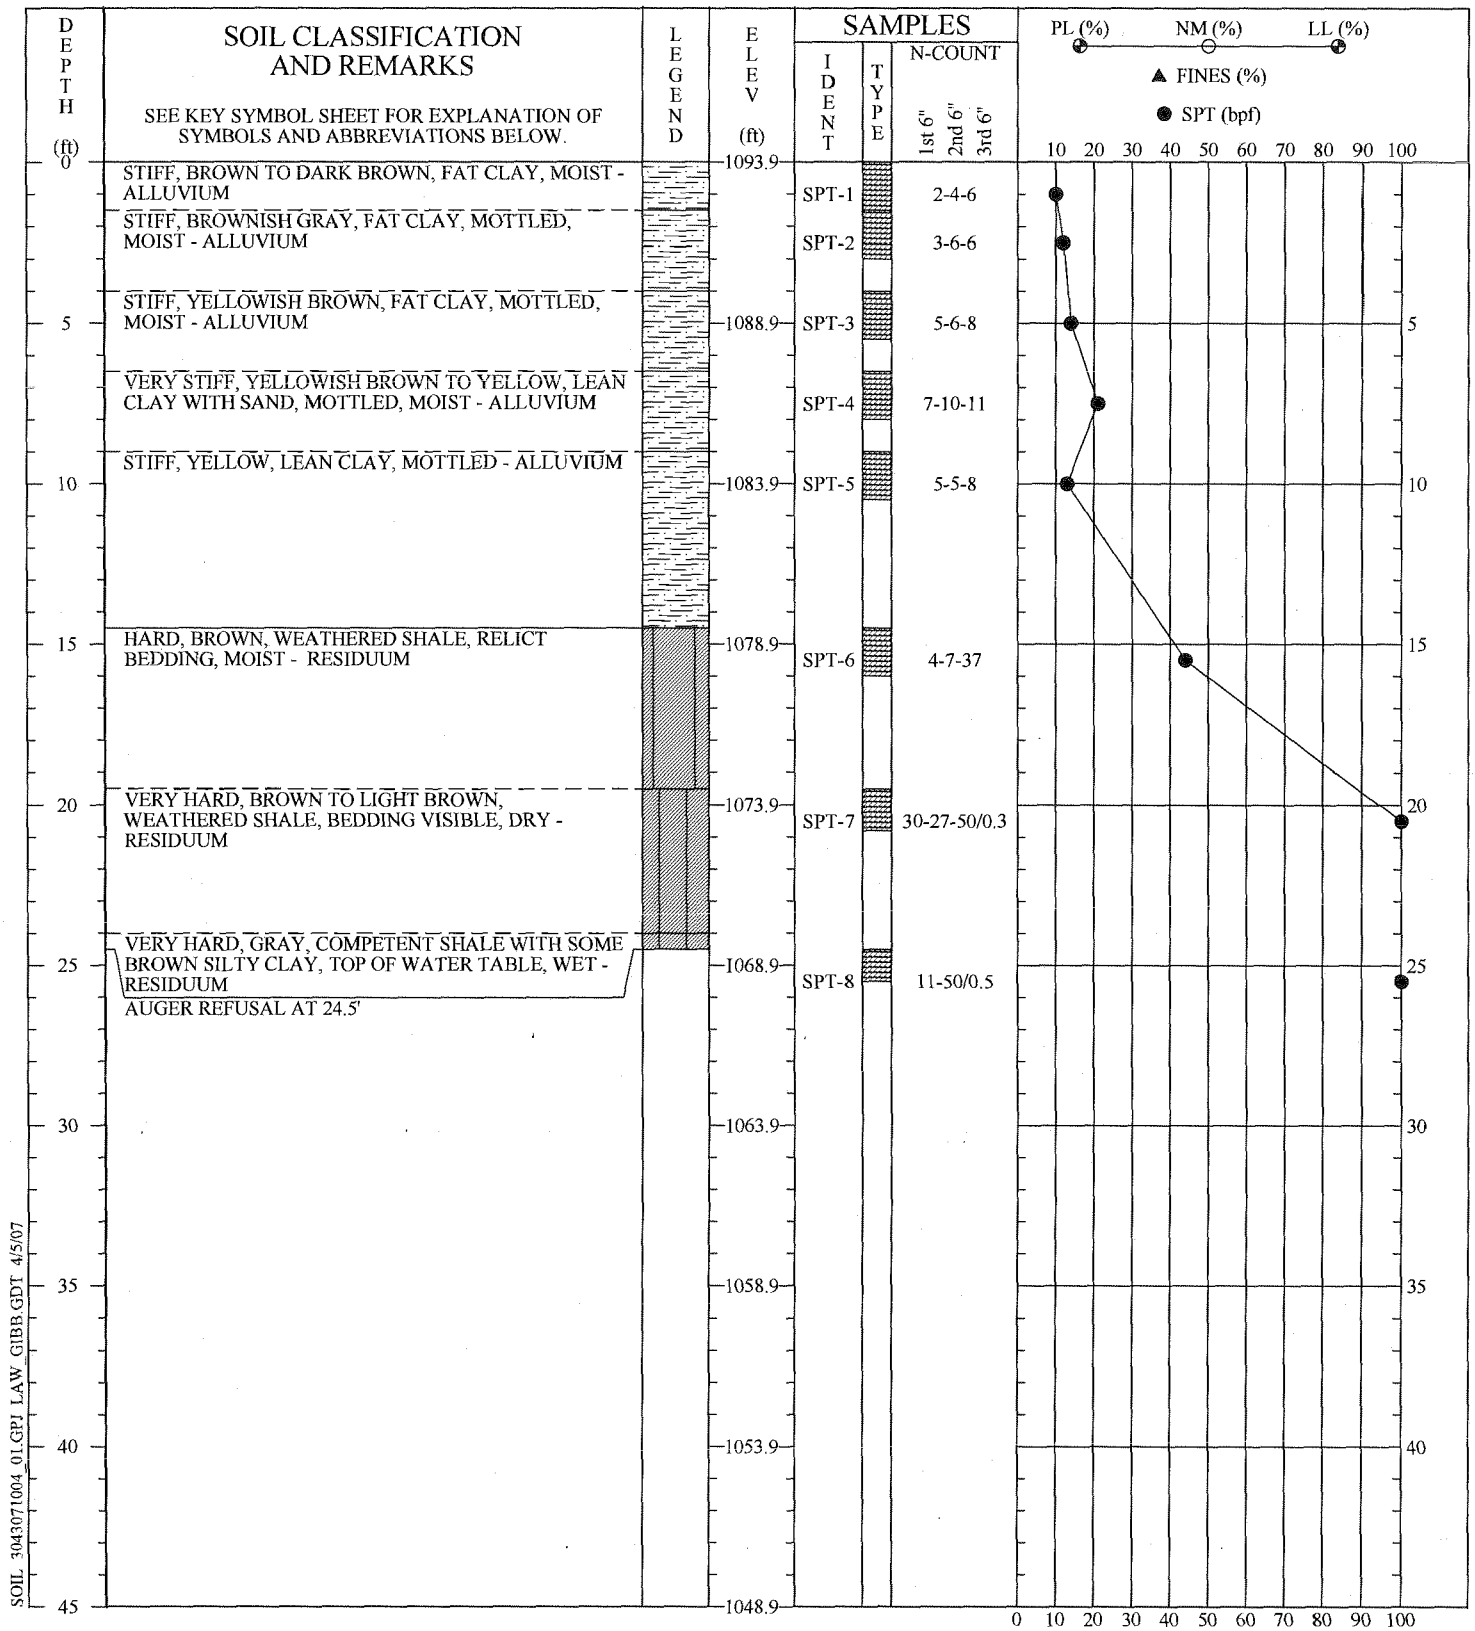 DEPTH
(ft)
SOIL CLASSIFICATION
AND REMARKS
SEE KEY SYMBOL SHEET FOR EXPLANATION OF
SYMBOLS AND ABBREVIATIONS BELOW.
LEGEND
ELEV
(ft)
SAMPLES
IDENT
TYPE
N-COUNT
1st 6"
2nd 6"
3rd 6"
PL (%) NM (%) LL (%)
▲ FINES (%)
● SPT (bpf)
10 20 30 40 50 60 70 80 90 100
0
1093.9
STIFF, BROWN TO DARK BROWN, FAT CLAY, MOIST -
ALLUVIUM
SPT-1 2-4-6
STIFF, BROWNISH GRAY, FAT CLAY, MOTTLED,
MOIST - ALLUVIUM
SPT-2 3-6-6
STIFF, YELLOWISH BROWN, FAT CLAY, MOTTLED,
MOIST - ALLUVIUM
5 1088.9 SPT-3 5-6-8 5
VERY STIFF, YELLOWISH BROWN TO YELLOW, LEAN
CLAY WITH SAND, MOTTLED, MOIST - ALLUVIUM
SPT-4 7-10-11
STIFF, YELLOW, LEAN CLAY, MOTTLED - ALLUVIUM
10 1083.9 SPT-5 5-5-8 10
HARD, BROWN, WEATHERED SHALE, RELICT
BEDDING, MOIST - RESIDUUM
15 1078.9 15
SPT-6 4-7-37
VERY HARD, BROWN TO LIGHT BROWN,
WEATHERED SHALE, BEDDING VISIBLE, DRY -
RESIDUUM
20 1073.9 20
SPT-7 30-27-50/0.3
VERY HARD, GRAY, COMPETENT SHALE WITH SOME
BROWN SILTY CLAY, TOP OF WATER TABLE, WET -
RESIDUUM
25 1068.9 25
SPT-8 11-50/0.5
AUGER REFUSAL AT 24.5'
30 1063.9 30
35 1058.9 35
40 1053.9 40
45 1048.9
0 10 20 30 40 50 60 70 80 90 100
SOIL 3043071004_01.GPJ LAW_GIBB.GDT 4/5/07